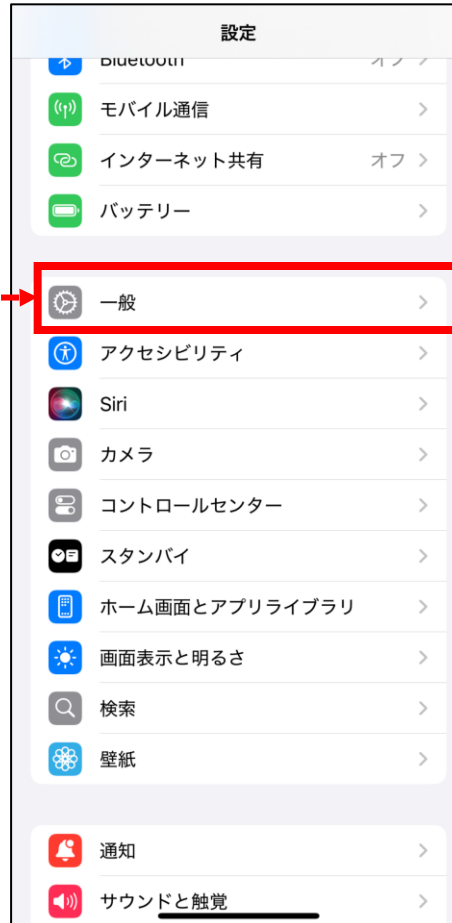 設定
Bluetooth オフ
モバイル通信
インターネット共有 オフ
バッテリー
一般
アクセシビリティ
Siri
カメラ
コントロールセンター
スタンバイ
ホーム画面とアプリライブラリ
画面表示と明るさ
検索
壁紙
通知
サウンドと触覚